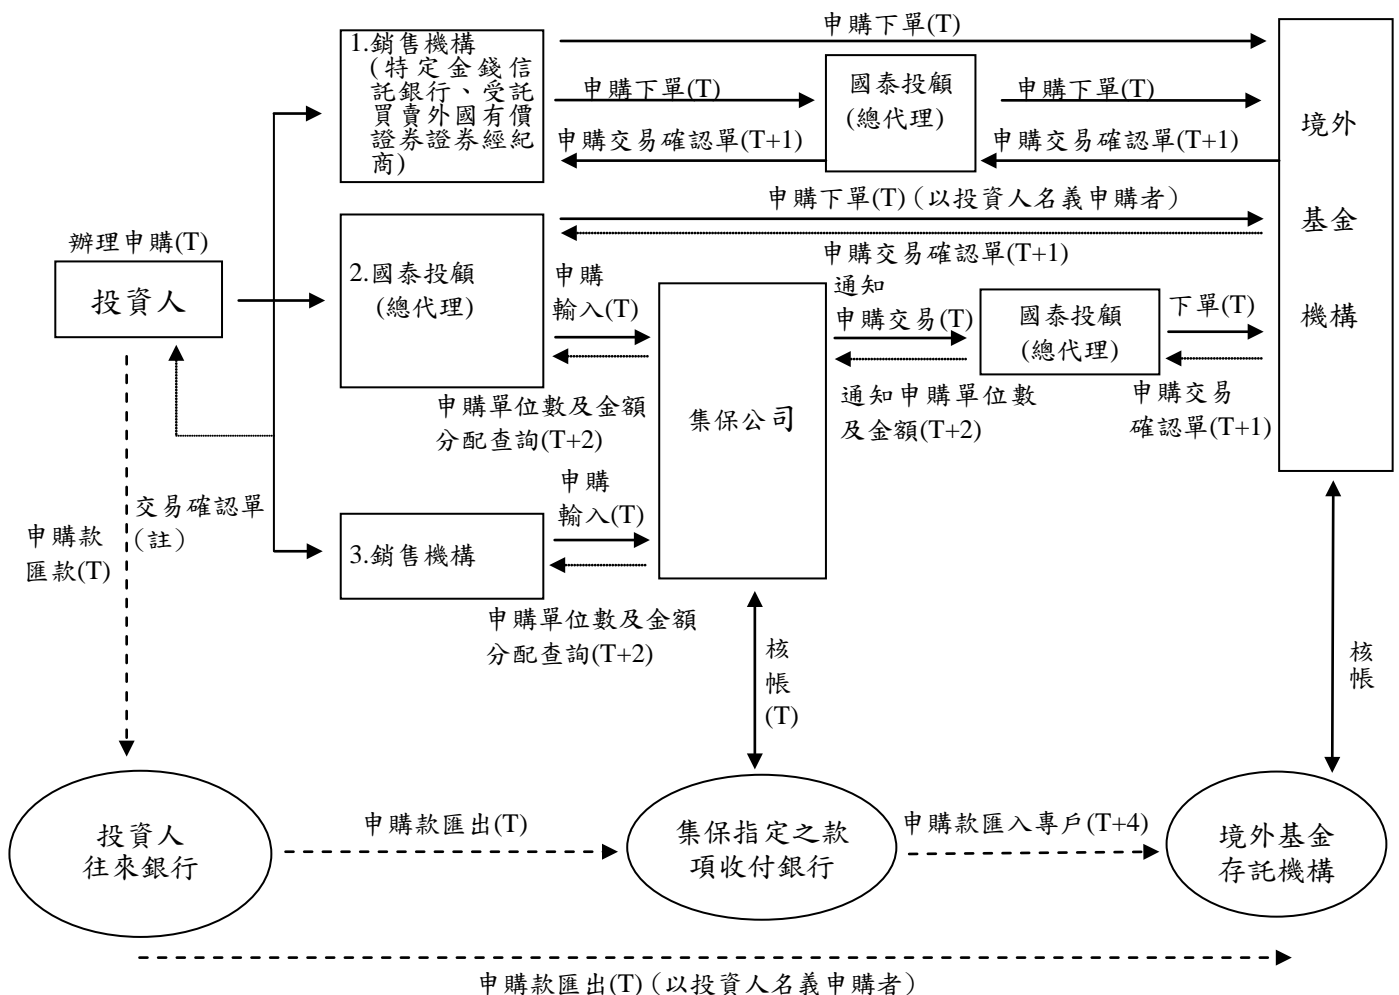 申購下單(T)
1.銷售機構
(特定金錢信
託銀行、受託
買賣外國有價
證券證券經紀
商)
申購下單(T)
國泰投顧
(總代理)
申購下單(T)
申購交易確認單(T+1)
申購交易確認單(T+1)
境外
基金
機構
申購下單(T)（以投資人名義申購者）
申購交易確認單(T+1)
辦理申購(T)
投資人
2.國泰投顧
(總代理)
申購
輸入(T)
通知
申購交易(T)
國泰投顧
(總代理)
下單(T)
申購單位數及金額
分配查詢(T+2)
集保公司
通知申購單位數
及金額(T+2)
申購交易
確認單(T+1)
申購
輸入(T)
交易確認單
（註）
申購款
匯款(T)
3.銷售機構
申購單位數及金額
分配查詢(T+2)
核
帳
(T)
核
帳
投資人
往來銀行
申購款匯出(T)
集保指定之款
項收付銀行
申購款匯入專戶(T+4)
境外基金
存託機構
申購款匯出(T)（以投資人名義申購者）